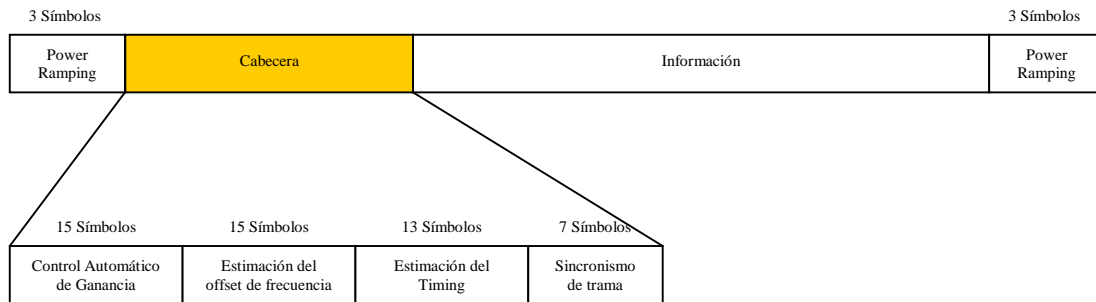 3 Símbolos
3 Símbolos
Power
Ramping
Cabecera
Información
Power
Ramping
15 Símbolos
15 Símbolos
13 Símbolos
7 Símbolos
Control Automático
de Ganancia
Estimación del
offset de frecuencia
Estimación del
Timing
Sincronismo
de trama